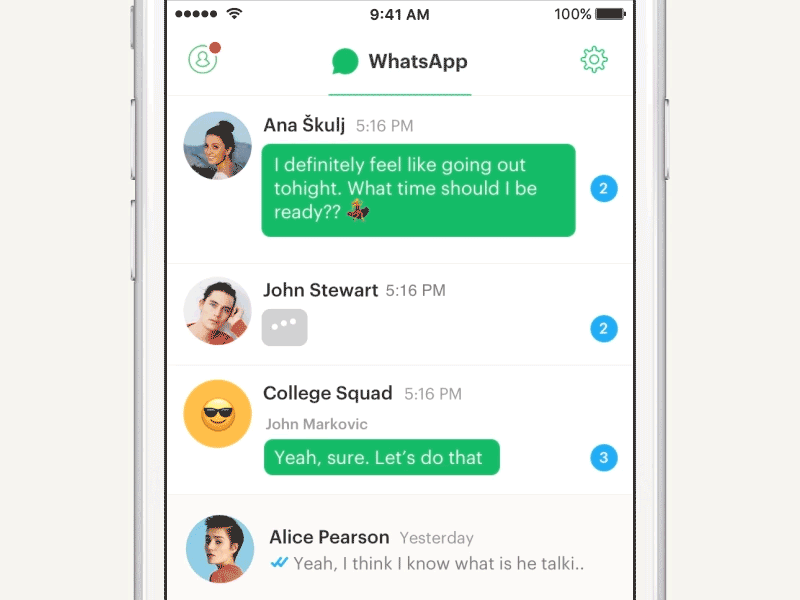 9:41 AM
100%
WhatsApp
Ana Škulj 5:16 PM
I definitely feel like going out
tohight. What time should I be
ready??
2
John Stewart 5:16 PM
2
College Squad 5:16 PM
John Markovic
Yeah, sure. Let's do that
3
Alice Pearson Yesterday
Yeah, I think I know what is he talki..